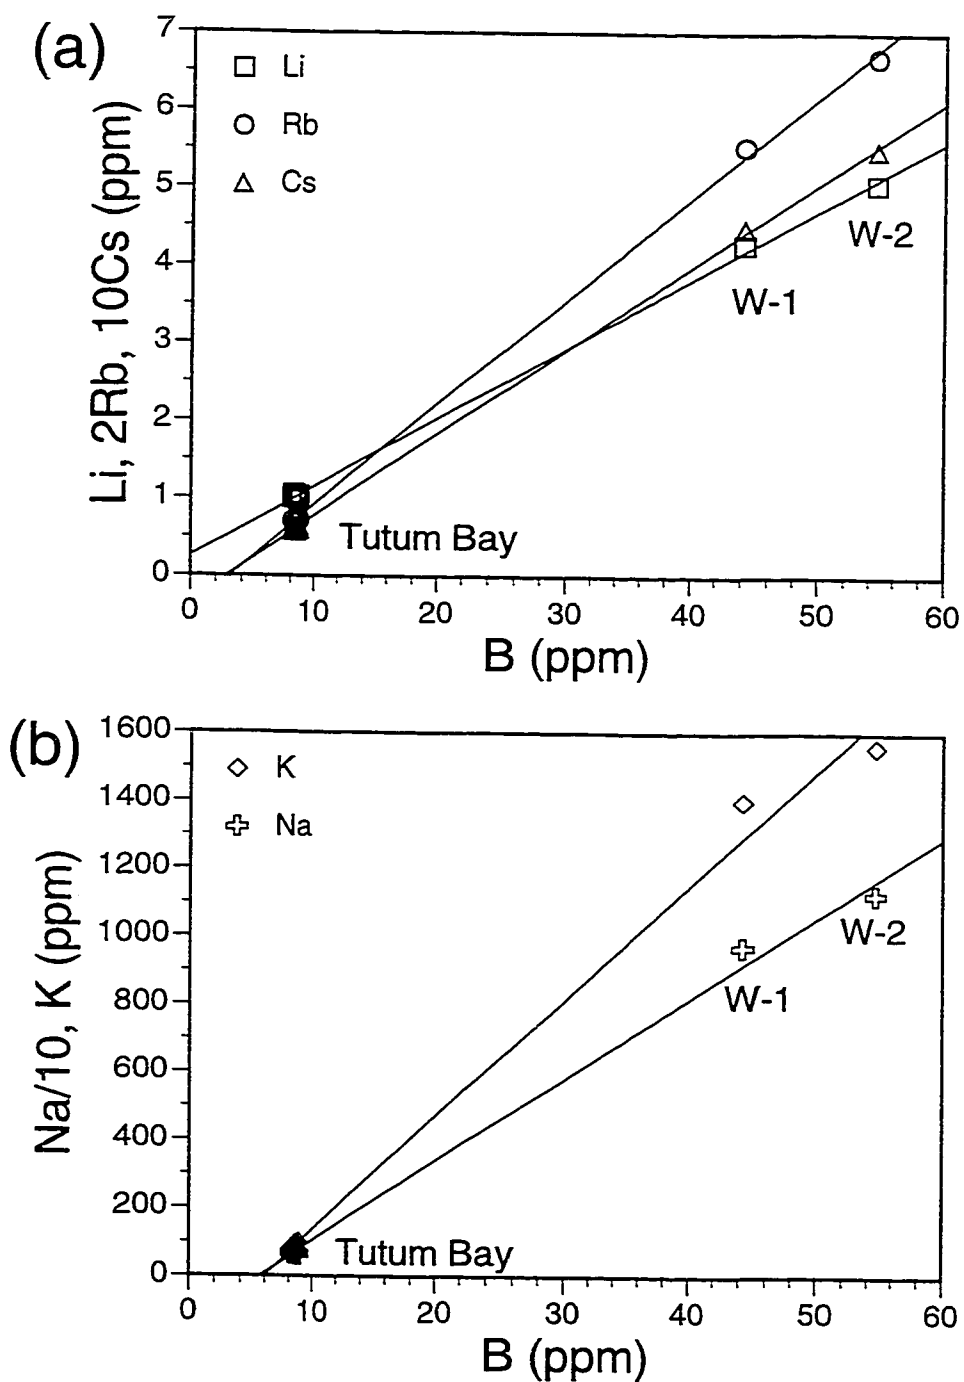 (a)
Li, 2Rb, 10Cs (ppm)
7
6
5
4
3
2
1
0
Li
Rb
Cs
W-2
W-1
Tutum Bay
0 10 20 30 40 50 60
B (ppm)
(b)
Na/10, K (ppm)
1600
1400
1200
1000
800
600
400
200
0
K
Na
W-2
W-1
Tutum Bay
0 10 20 30 40 50 60
B (ppm)